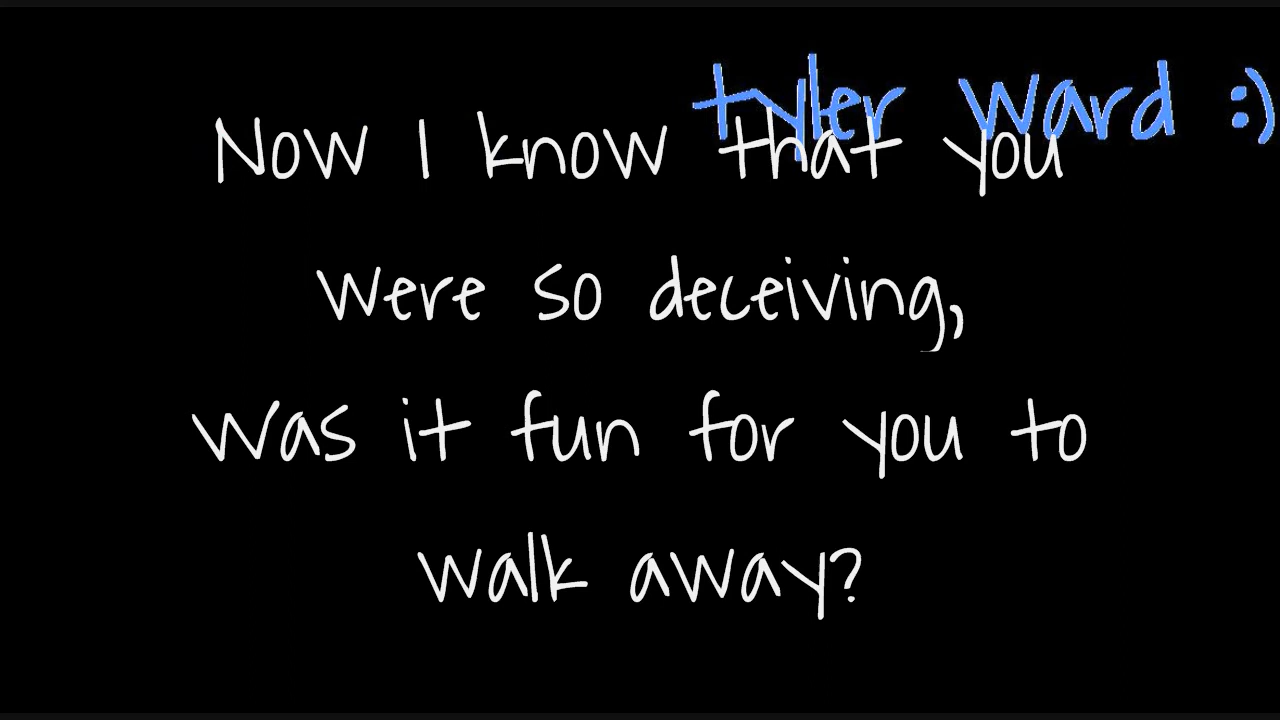 tyler ward :)
Now I know that you
were so deceiving,
Was it fun for you to
walk away?